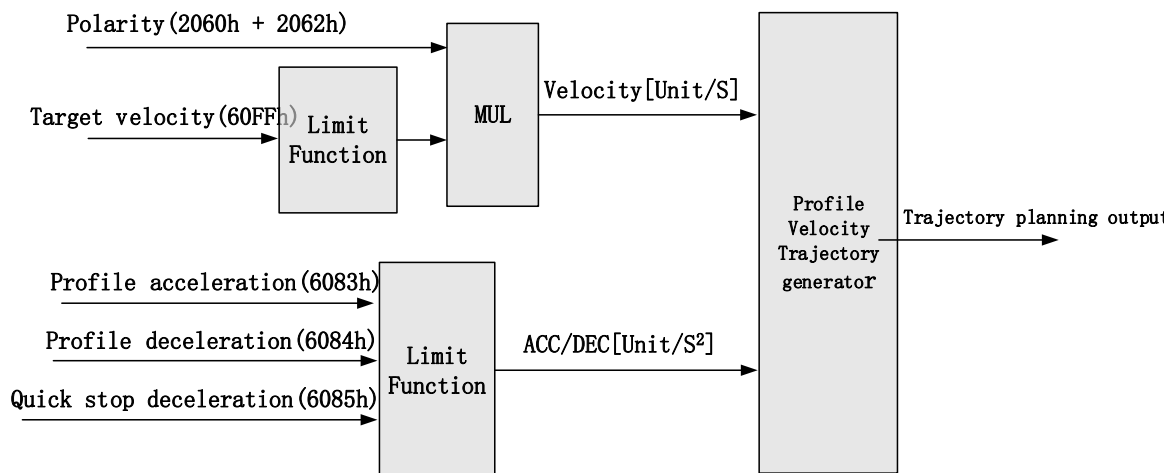 Polarity(2060h + 2062h)
Target velocity(60FFh)
Limit
Function
MUL
Velocity[Unit/S]
Profile
Velocity
Trajectory
generator
Trajectory planning output
Profile acceleration(6083h)
Profile deceleration(6084h)
Quick stop deceleration(6085h)
Limit
Function
ACC/DEC[Unit/S²]